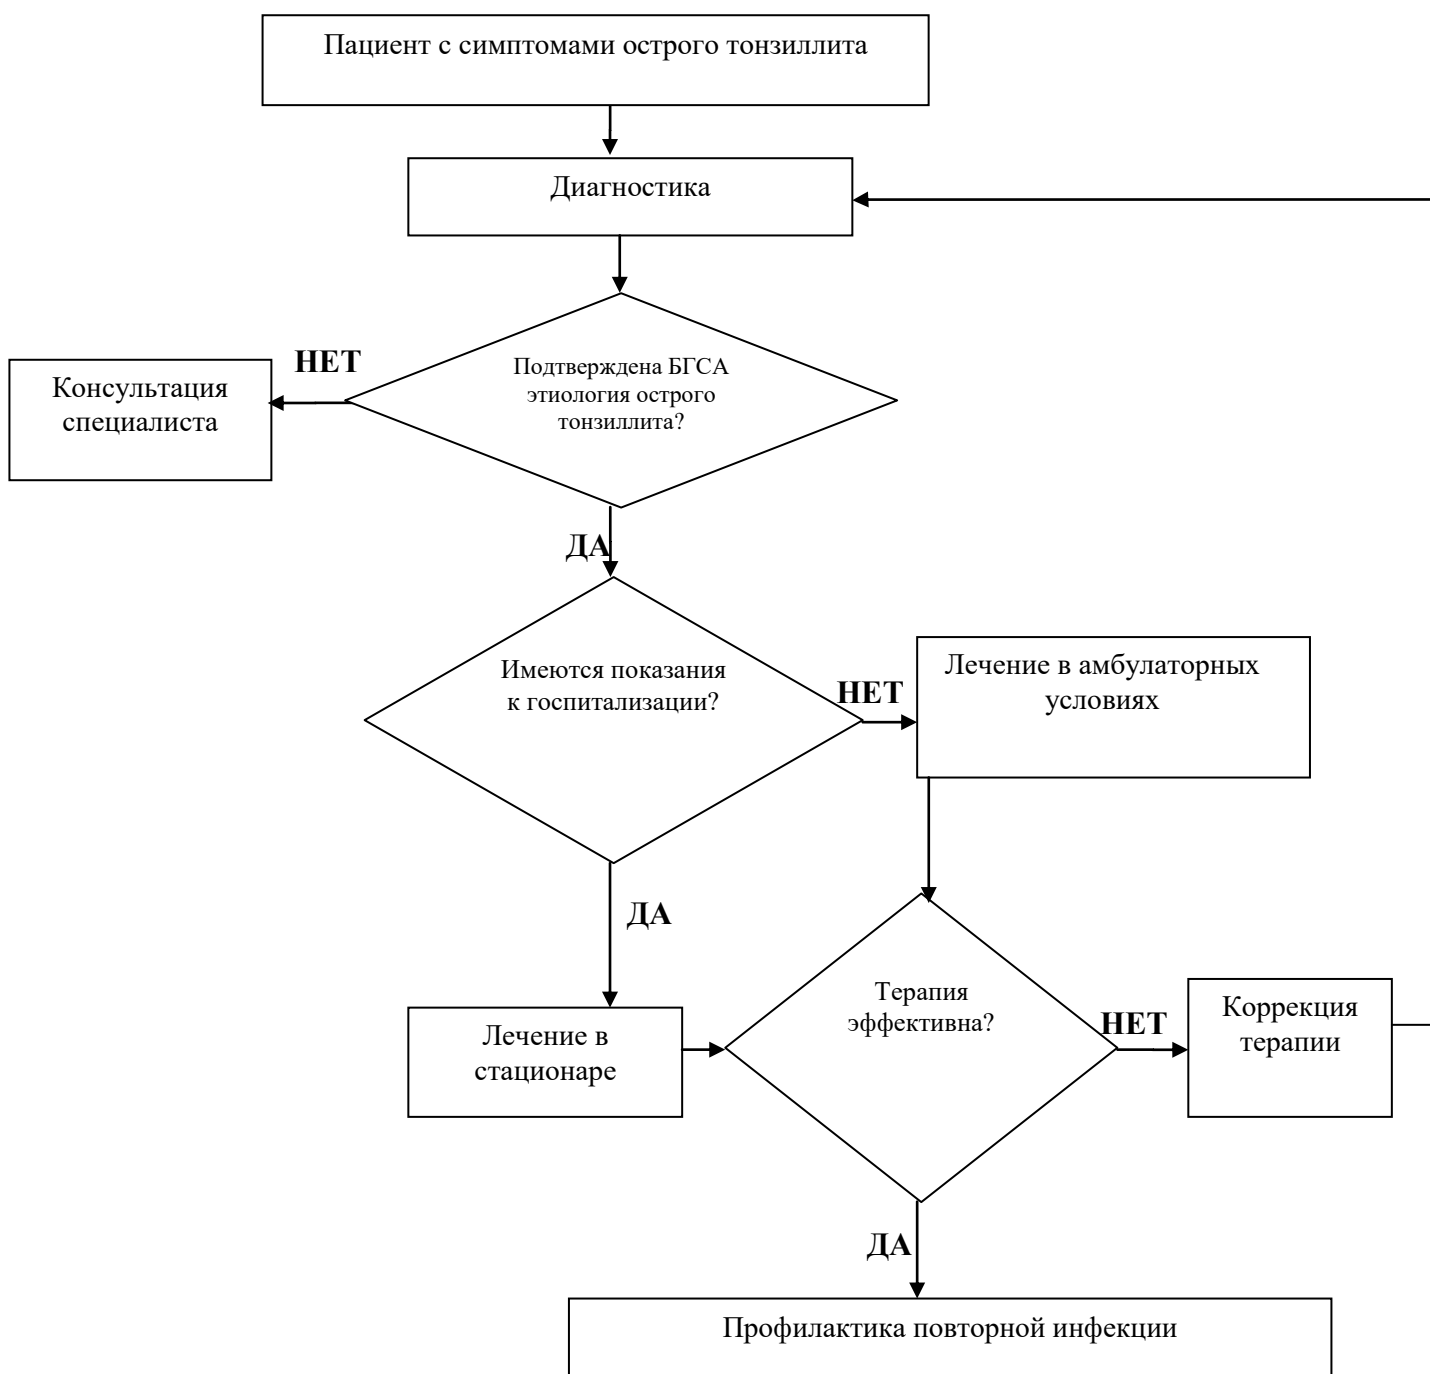 Пациент с симптомами острого тонзиллита
Диагностика
НЕТ
Консультация
специалиста
Подтверждена БГСА
этиология острого
тонзиллита?
ДА
Имеются показания
к госпитализации?
НЕТ
Лечение в амбулаторных
условиях
ДА
Лечение в
стационаре
Терапия
эффективна?
НЕТ
Коррекция
терапии
ДА
Профилактика повторной инфекции